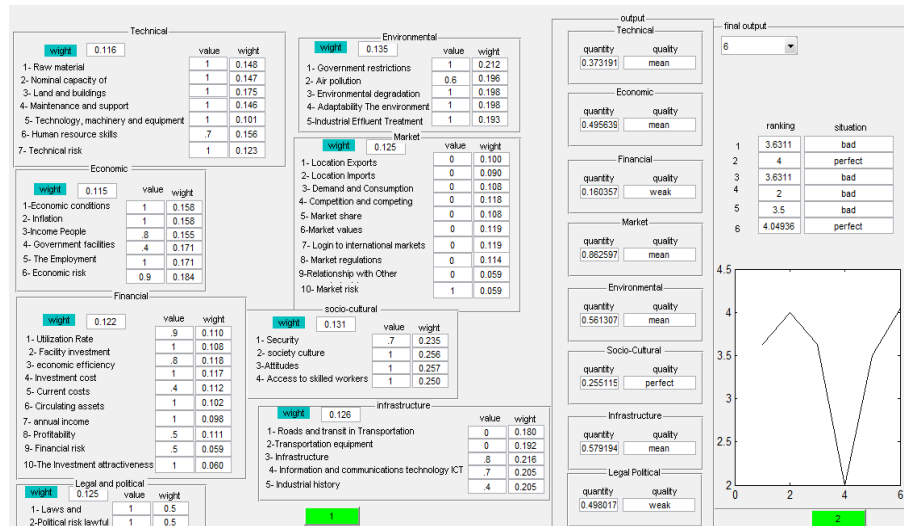 Technical
wight 0.116
value wight
1- Raw material 1 0.148
2- Nominal capacity of 1 0.147
3- Land and buildings 1 0.175
4- Maintenance and support 1 0.146
5- Technology, machinery and equipment 1 0.101
6- Human resource skills .7 0.156
7- Technical risk 1 0.123
Economic
wight 0.115
value wight
1-Economic conditions 1 0.158
2- Inflation 1 0.158
3-Income People .8 0.155
4- Government facilities .4 0.171
5- The Employment 1 0.171
6- Economic risk 0.9 0.184
Financial
wight 0.122
value wight
1- Utilization Rate .9 0.110
2- Facility investment 1 0.108
3- economic efficiency .8 0.118
4- Investment cost 1 0.117
5- Current costs .4 0.112
6- Circulating assets 1 0.102
7- annual income 1 0.098
8- Profitability .5 0.111
9- Financial risk .5 0.059
10-The Investment attractiveness 1 0.060
Legal and political
wight 0.125
value wight
1- Laws and 1 0.5
2-Political risk lawful 1 0.5
Environmental
wight 0.135
value wight
1- Government restrictions 1 0.212
2- Air pollution 0.6 0.196
3- Environmental degradation 1 0.198
4- Adaptability The environment 1 0.198
5-Industrial Effluent Treatment 1 0.193
Market
wight 0.125
value wight
1- Location Exports 0 0.100
2- Location Imports 0 0.090
3- Demand and Consumption 0 0.108
4- Competition and competing 0 0.118
5- Market share 0 0.108
6-Market values 0 0.119
7- Login to international markets 0 0.119
8- Market regulations 0 0.114
9-Relationship with Other 0 0.059
10- Market risk 1 0.059
socio-cultural
wight 0.131
value wight
1- Security .7 0.235
2- society culture 1 0.256
3-Attitudes 1 0.257
4- Access to skilled workers 1 0.250
infrastructure
wight 0.126
value wight
1- Roads and transit in Transportation 0 0.180
2-Transportation equipment 0 0.192
3- Infrastructure .8 0.216
4- Information and communications technology ICT .7 0.205
5- Industrial history .4 0.205
1
output
Technical
quantity quality
0.373191 mean
Economic
quantity quality
0.495639 mean
Financial
quantity quality
0.160357 weak
Market
quantity quality
0.862597 mean
Environmental
quantity quality
0.561307 mean
Socio-Cultural
quantity quality
0.255115 perfect
Infrastructure
quantity quality
0.579194 mean
Legal Political
quantity quality
0.498017 weak
final output
6
ranking situation
1 3.6311 bad
2 4 perfect
3 3.6311 bad
4 2 bad
5 3.5 bad
6 4.04936 perfect
4.5
4
3.5
2.5
2
0 2 4 6
2